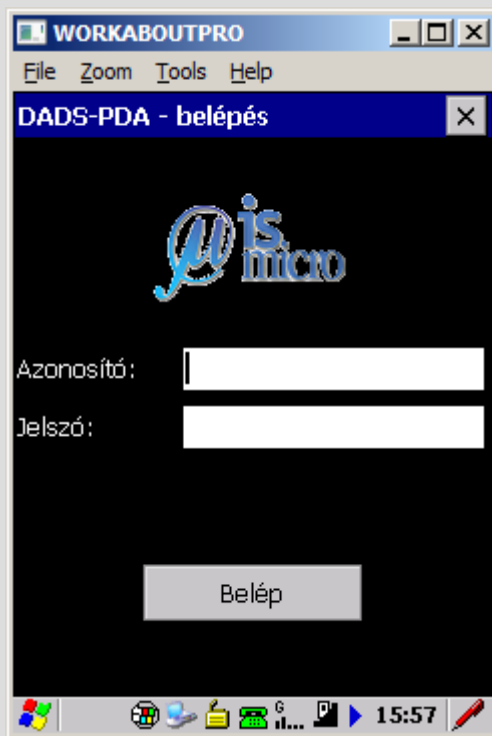 WORKABOUTPRO
File Zoom Tools Help
DADS-PDA - belépés
μ is.
micro
Azonosító:
Jelszó:
Belép
G
15:57